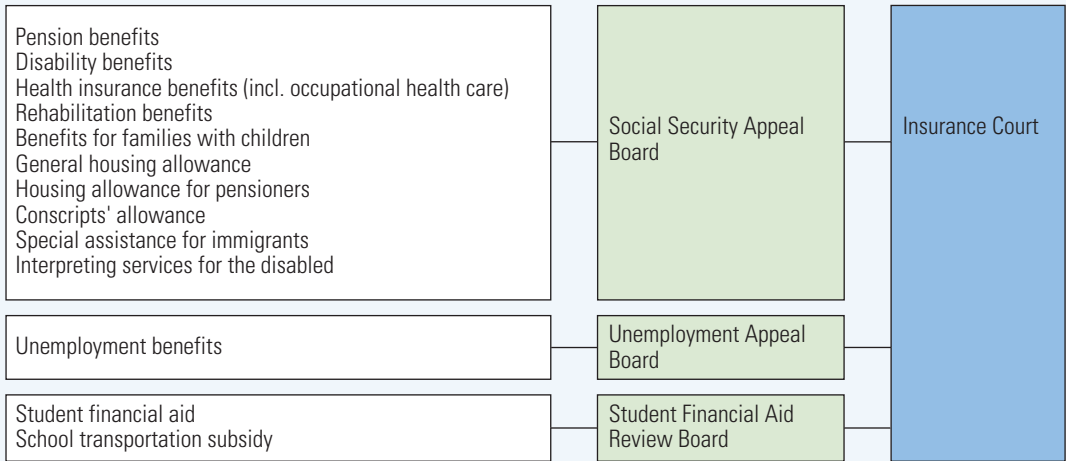 Pension benefits
Disability benefits
Health insurance benefits (incl. occupational health care)
Rehabilitation benefits
Benefits for families with children
General housing allowance
Housing allowance for pensioners
Conscripts' allowance
Special assistance for immigrants
Interpreting services for the disabled
Social Security Appeal
Board
Insurance Court
Unemployment benefits
Unemployment Appeal
Board
Student financial aid
School transportation subsidy
Student Financial Aid
Review Board